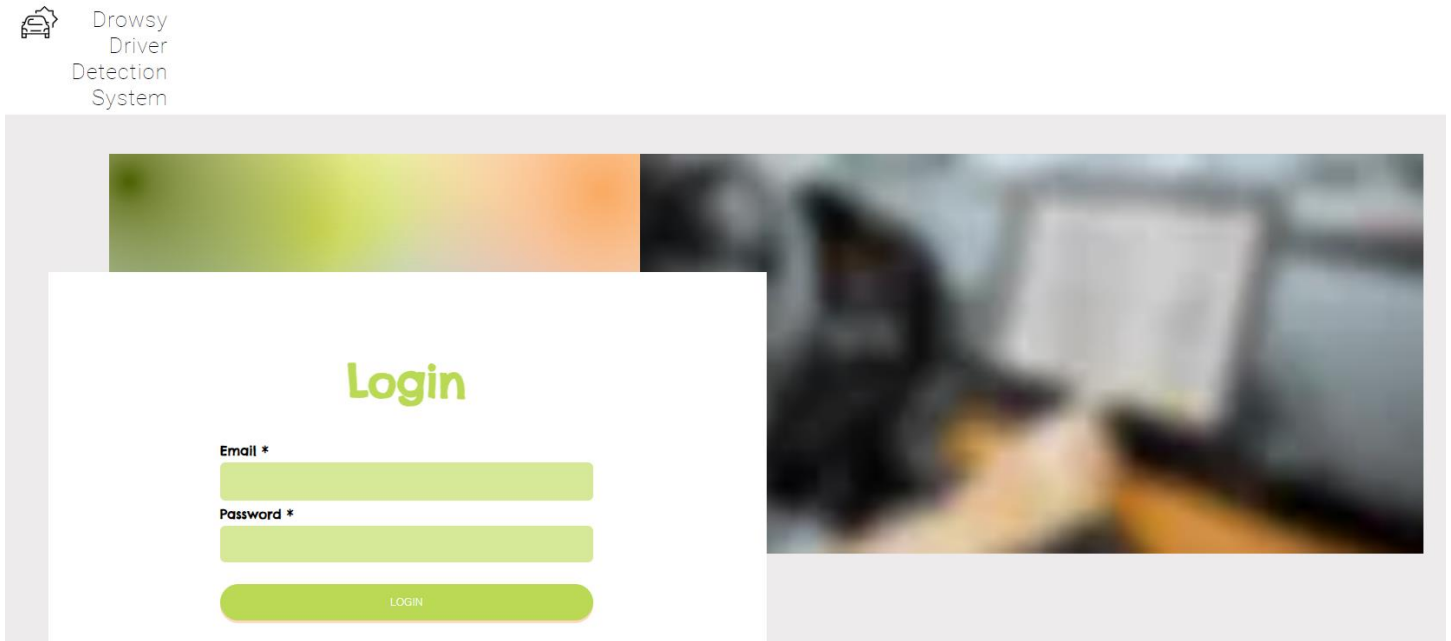 Drowsy
Driver
Detection
System
Login
Email *
Password *
LOGIN